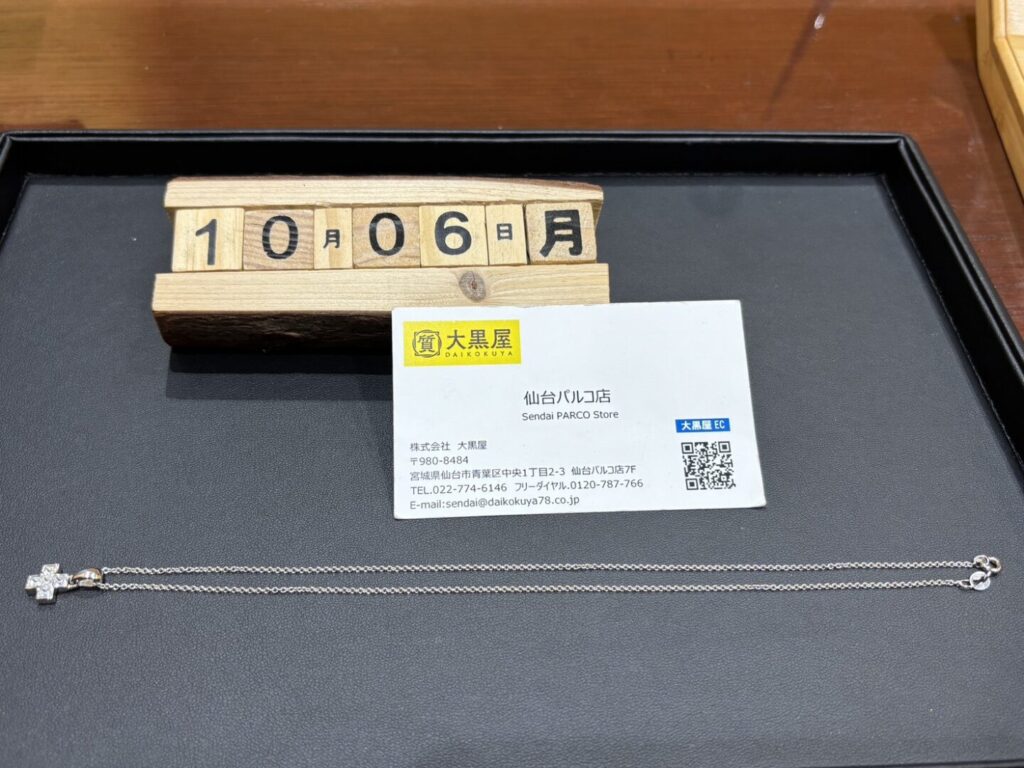 10月06日月
質 大黒屋
DAIKOKUYA
仙台パルコ店
Sendai PARCO Store
大黒屋 EC
株式会社 大黒屋
〒980-8484
宮城県仙台市青葉区中央1丁目2-3 仙台パルコ店7F
TEL.022-774-6146 フリーダイヤル.0120-787-766
E-mail:sendai@daikokuya78.co.jp